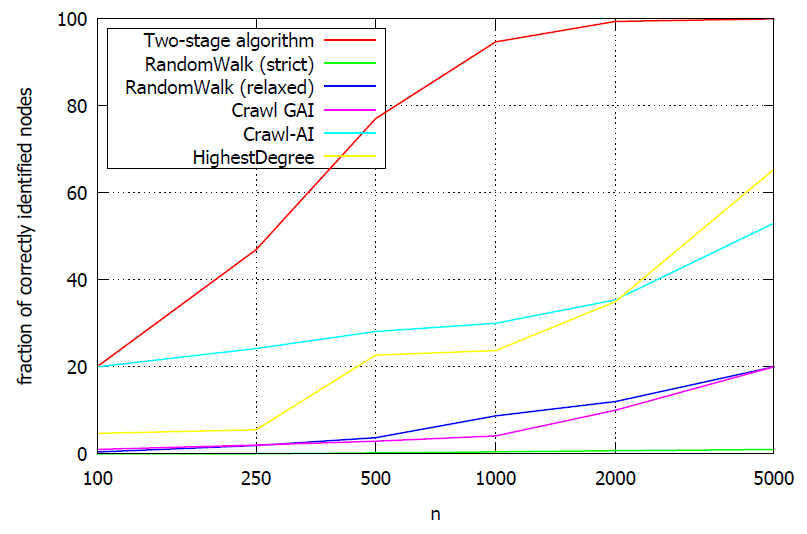 100
80
60
40
20
0
fraction of correctly identified nodes
Two-stage algorithm
RandomWalk (strict)
RandomWalk (relaxed)
Crawl GAI
Crawl-AI
HighestDegree
100 250 500 1000 2000 5000
n